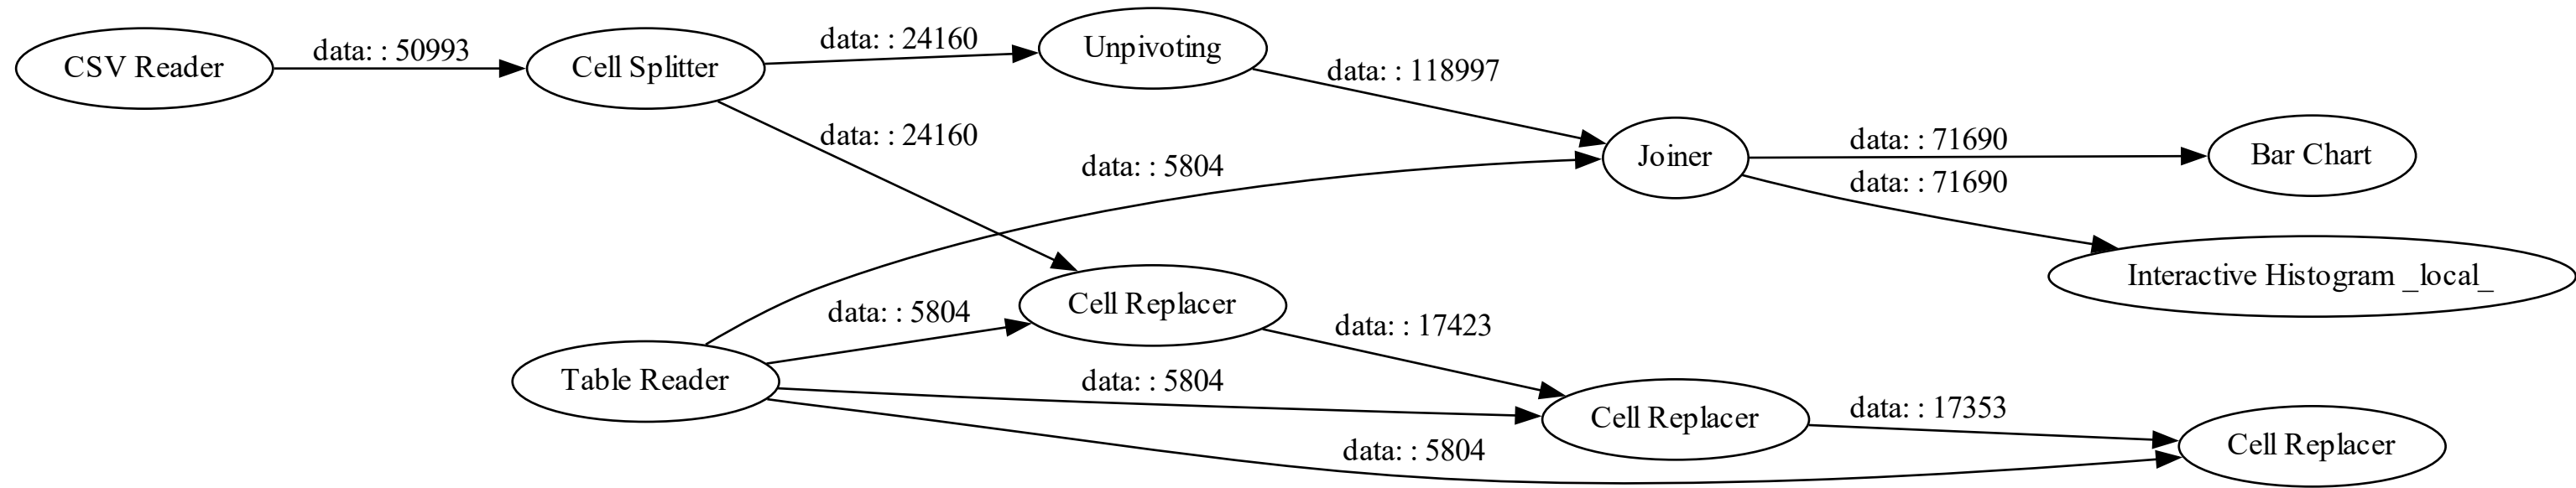 CSV Reader
data: : 50993
Cell Splitter
data: : 24160
Unpivoting
data: : 118997
data: : 24160
data: : 5804
Joiner
data: : 71690
Bar Chart
data: : 71690
Interactive Histogram _local_
data: : 5804
Cell Replacer
data: : 17423
Table Reader
data: : 5804
Cell Replacer
data: : 17353
data: : 5804
Cell Replacer